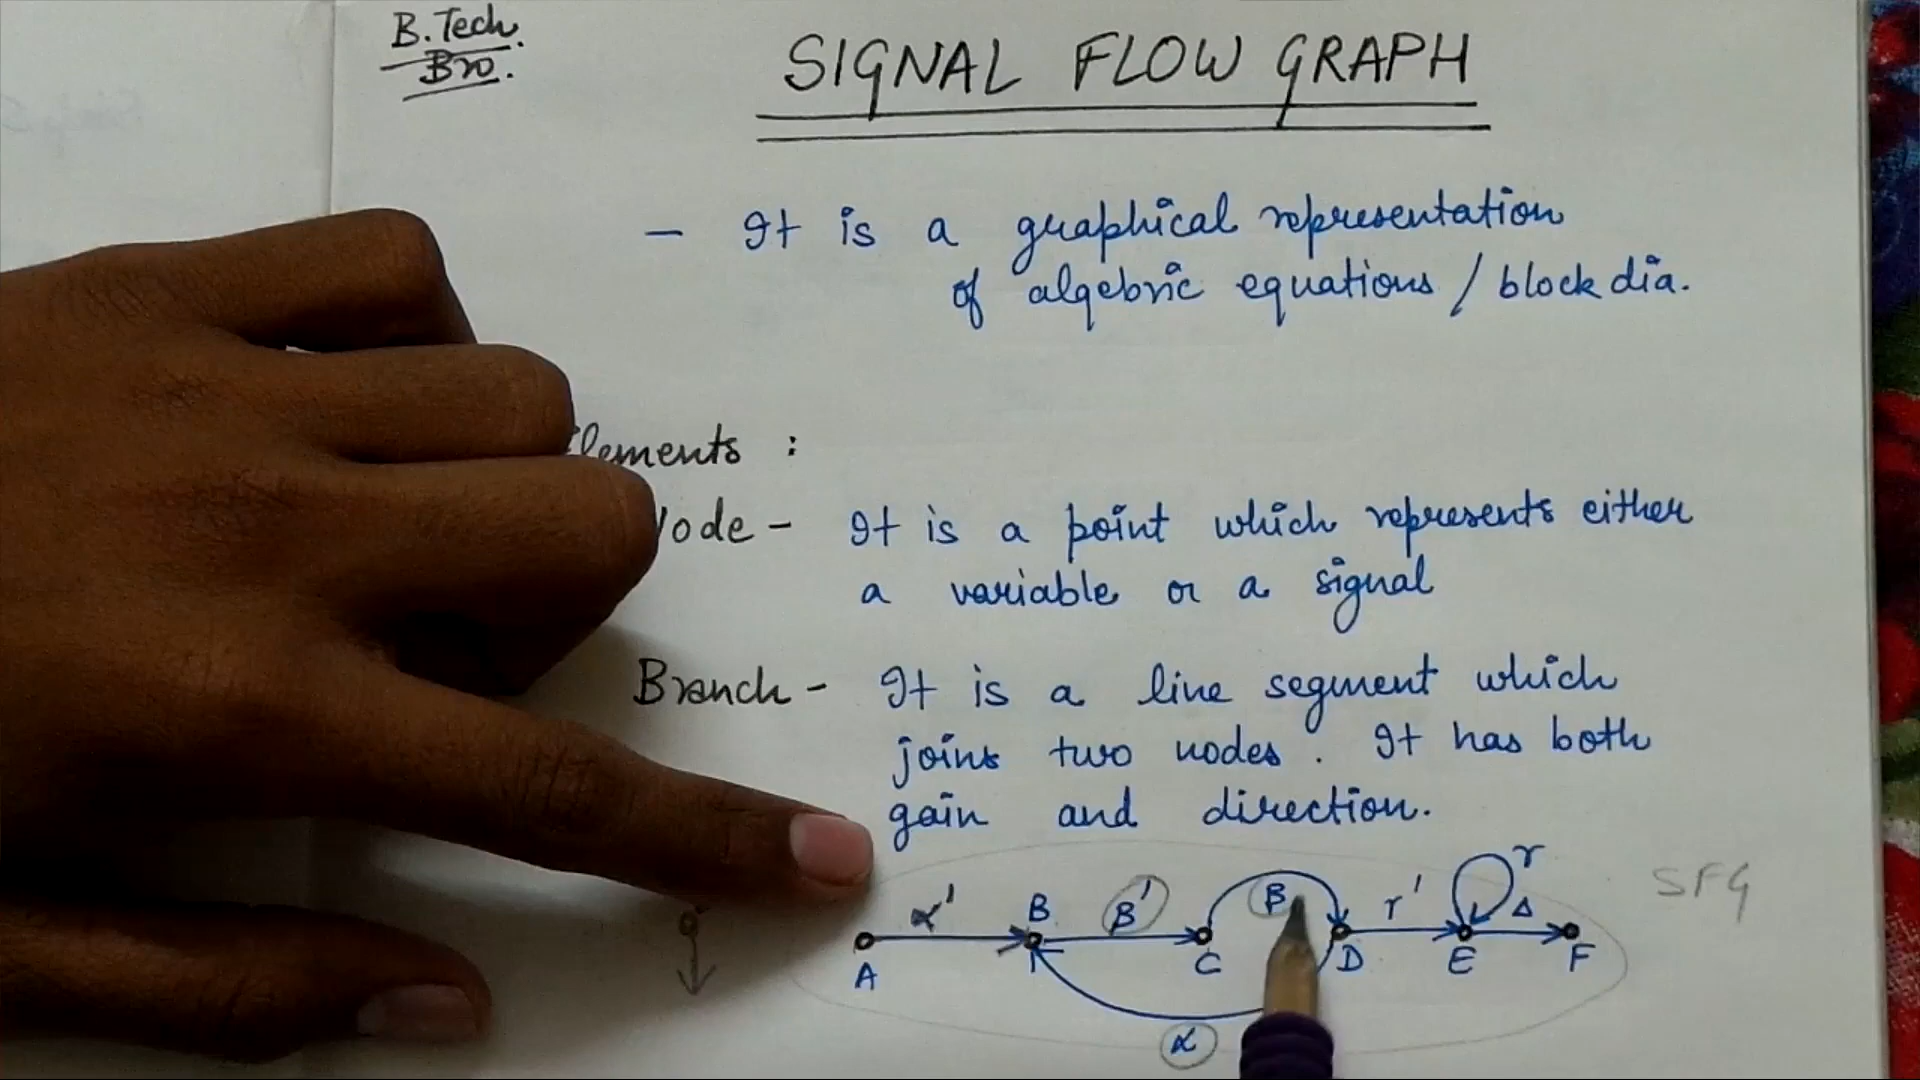 B.Tech.
Bro.
SIGNAL FLOW GRAPH
- It is a graphical representation
of algebric equations / block dia.
lements :
ode - It is a point which represents either
a variable or a signal
Branch - It is a line segment which
joins two nodes. It has both
gain and direction.
α' B β' β r' r Δ SFG
A C D E F
α